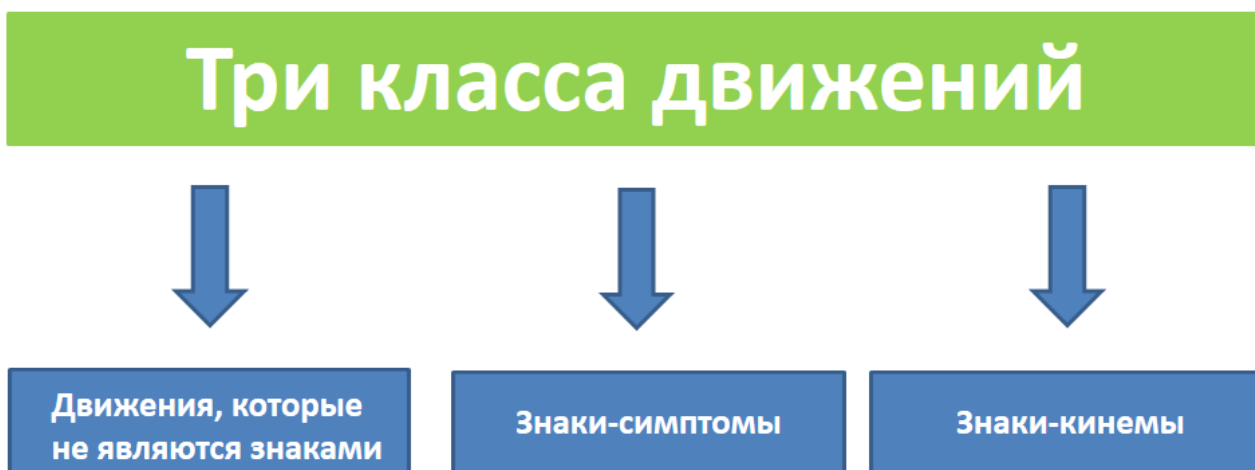 Три класса движений
Движения, которые
не являются знаками
Знаки-симптомы
Знаки-кинемы